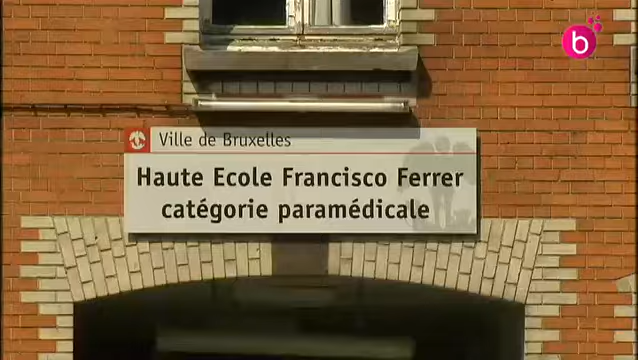 b
Ville de Bruxelles
Haute Ecole Francisco Ferrer
catégorie paramédicale